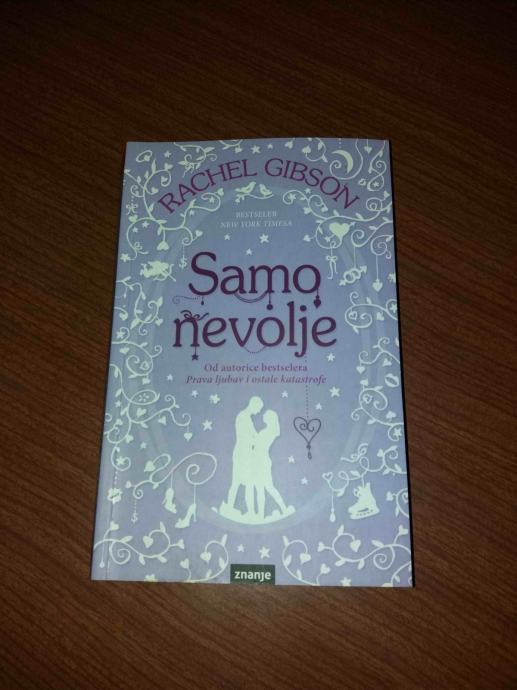 RACHEL GIBSON
BESTSELER
NEW YORK TIMESA
Samo
nevolje
Od autorice bestselera
Prava ljubav i ostale katastrofe
znanje